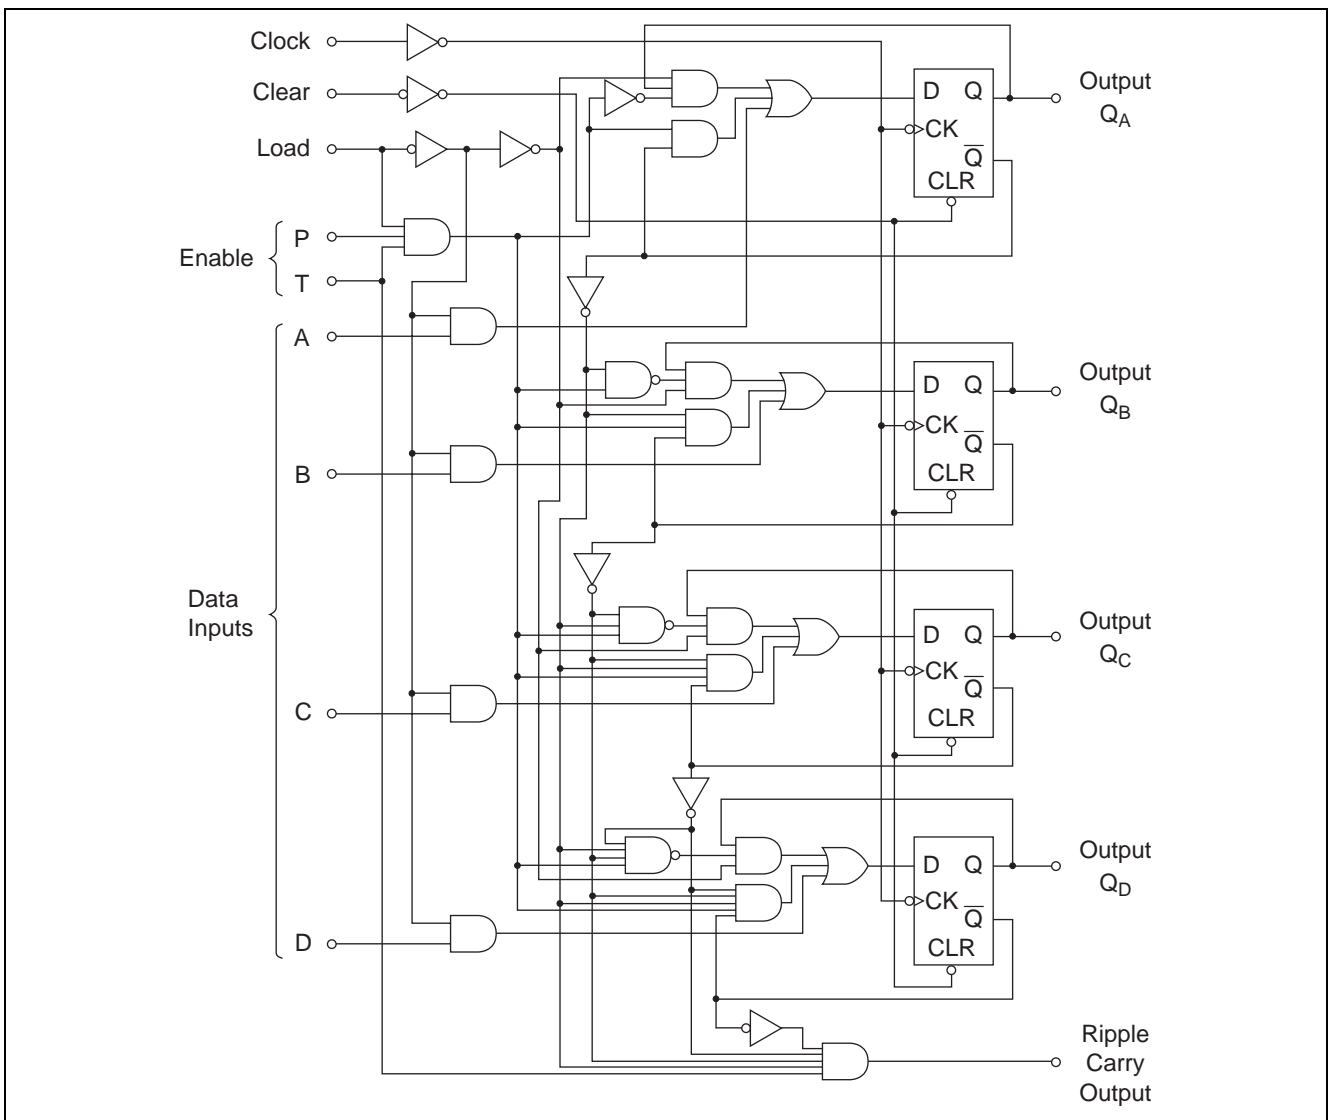 Clock
Clear
Load
Enable
P
T
A
B
Data
Inputs
C
D
D Q
CK
Q
CLR
Output
QA
D Q
CK
Q
CLR
Output
QB
D Q
CK
Q
CLR
Output
QC
D Q
CK
Q
CLR
Output
QD
Ripple
Carry
Output